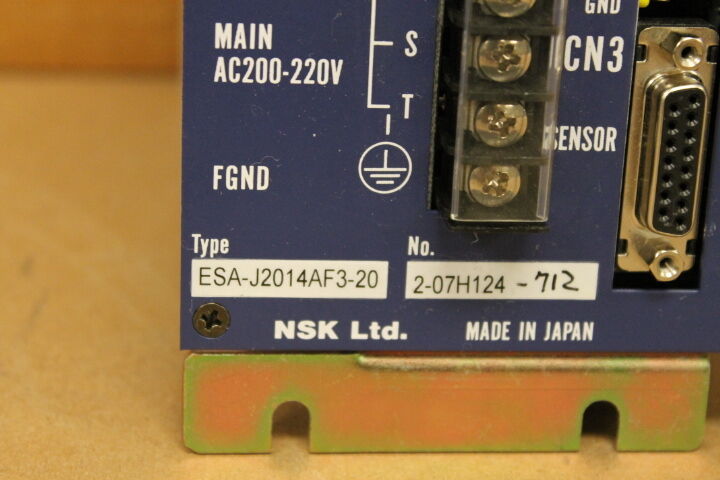 GND
MAIN
AC200-220V
S
CN3
T
SENSOR
FGND
Type
No.
ESA-J2014AF3-20
2-07H124 -712
NSK Ltd.
MADE IN JAPAN